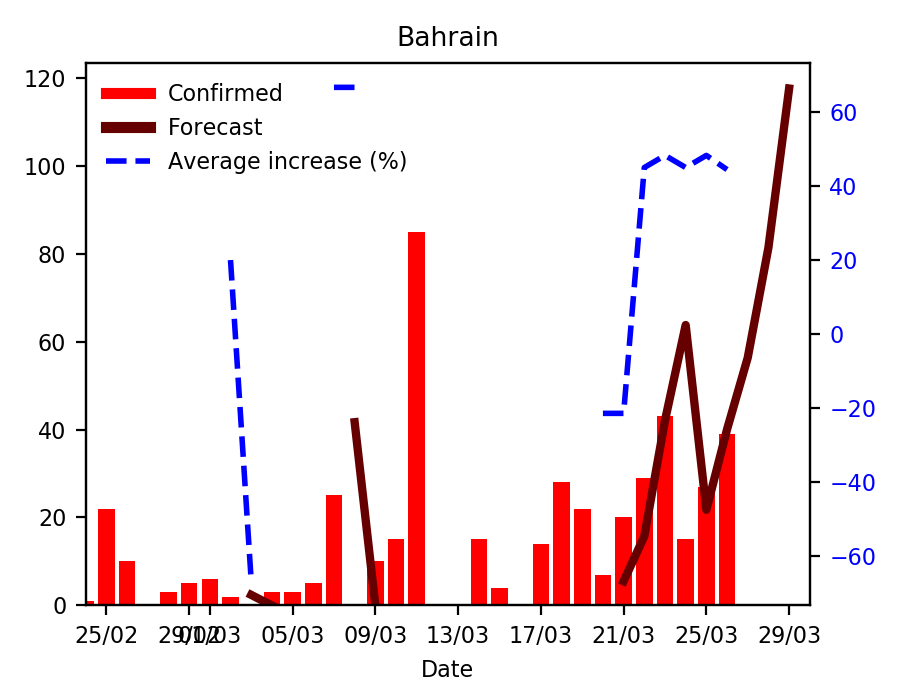 Bahrain
Confirmed
Forecast
Average increase (%)
120
100
80
60
40
20
0
60
40
20
0
−20
−40
−60
25/02 29/02 01/03 05/03 09/03 13/03 17/03 21/03 25/03 29/03
Date